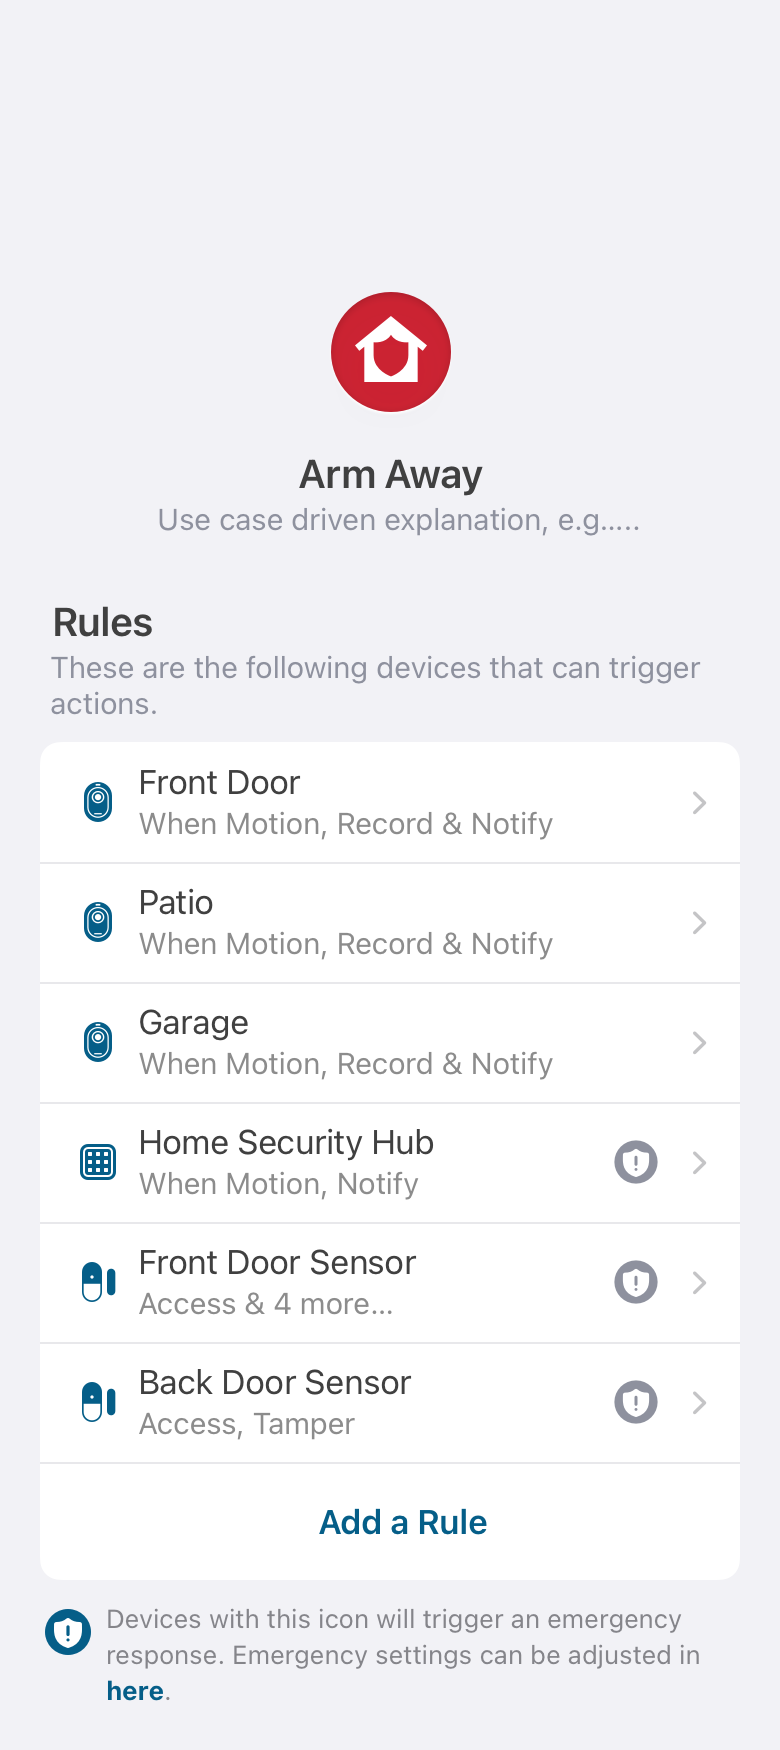 Arm Away
Use case driven explanation, e.g.....
Rules
These are the following devices that can trigger
actions.
Front Door
When Motion, Record & Notify
Patio
When Motion, Record & Notify
Garage
When Motion, Record & Notify
Home Security Hub
When Motion, Notify
Front Door Sensor
Access & 4 more...
Back Door Sensor
Access, Tamper
Add a Rule
Devices with this icon will trigger an emergency
response. Emergency settings can be adjusted in
here.